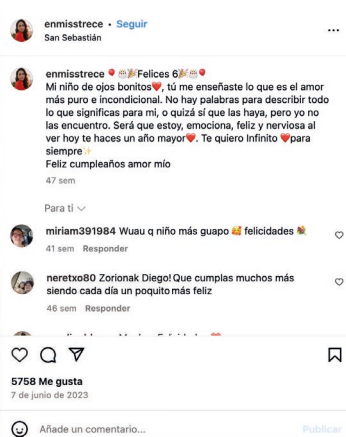 enmisstrece • Seguir
San Sebastián
enmisstrece 🎈🎂🎉Felices 6🎉🎂🎈
Mi niño de ojos bonitos❤️, tú me enseñaste lo que es el amor
más puro e incondicional. No hay palabras para describir todo
lo que significas para mi, o quizá sí que las haya, pero yo no
las encuentro. Será que estoy, emociona, feliz y nerviosa al
ver hoy te haces un año mayor❤️. Te quiero Infinito ❤️para
siempre✨
Feliz cumpleaños amor mío
47 sem
Para ti
miriam391984 Wuau q niño más guapo 🥰 felicidades 💐
41 sem Responder
neretxo80 Zorionak Diego! Que cumplas muchos más
siendo cada día un poquito más feliz
46 sem Responder
5758 Me gusta
7 de junio de 2023
Añade un comentario... Publicar